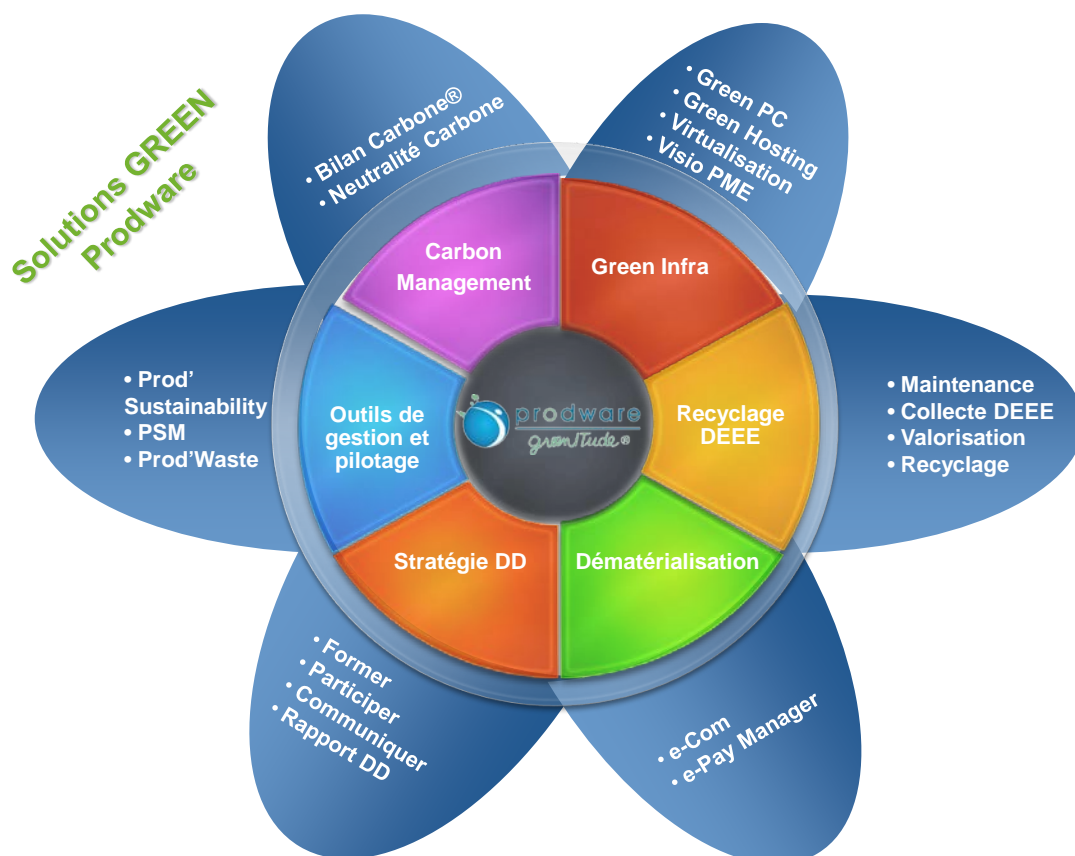 Solutions GREEN
Prodware
• Bilan Carbone®
• Neutralité Carbone
• Green PC
• Green Hosting
• Virtualisation
• Visio PME
Carbon
Management
Green Infra
• Prod'
Sustainability
• PSM
• Prod'Waste
Outils de
gestion et
pilotage
prodware
grenITude®
Recyclage
DEEE
• Maintenance
• Collecte DEEE
• Valorisation
• Recyclage
Stratégie DD
Dématérialisation
• Former
• Participer
• Communiquer
• Rapport DD
• e-Com
• e-Pay Manager